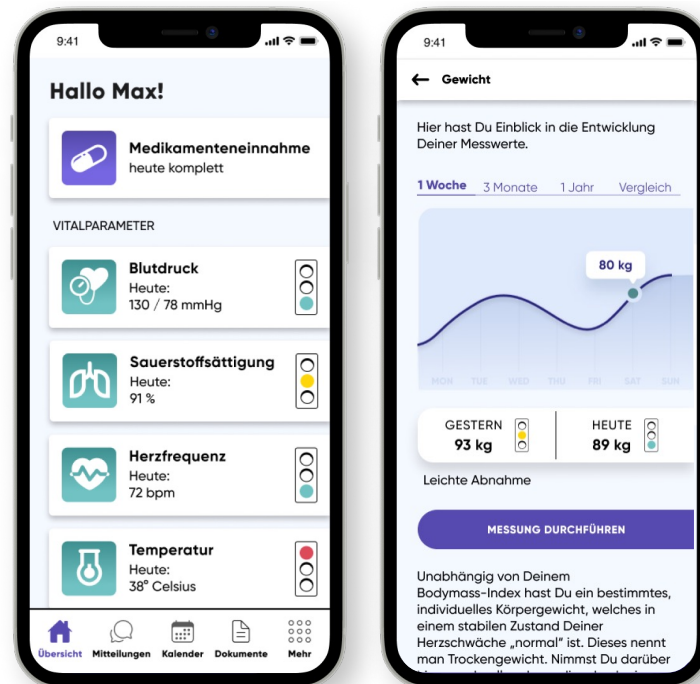 9:41
Hallo Max!
Medikamenteneinnahme
heute komplett
VITALPARAMETER
Blutdruck
Heute:
130 / 78 mmHg
Sauerstoffsättigung
Heute:
91 %
Herzfrequenz
Heute:
72 bpm
Temperatur
Heute:
38° Celsius
Übersicht Mitteilungen Kalender Dokumente Mehr
9:41
← Gewicht
Hier hast Du Einblick in die Entwicklung
Deiner Messwerte.
1 Woche 3 Monate 1 Jahr Vergleich
80 kg
MON TUE WED THU FRI SAT SUN
GESTERN HEUTE
93 kg 89 kg
Leichte Abnahme
MESSUNG DURCHFÜHREN
Unabhängig von Deinem
Bodymass-Index hast Du ein bestimmtes,
individuelles Körpergewicht, welches in
einem stabilen Zustand Deiner
Herzschwäche „normal“ ist. Dieses nennt
man Trockengewicht. Nimmst Du darüber